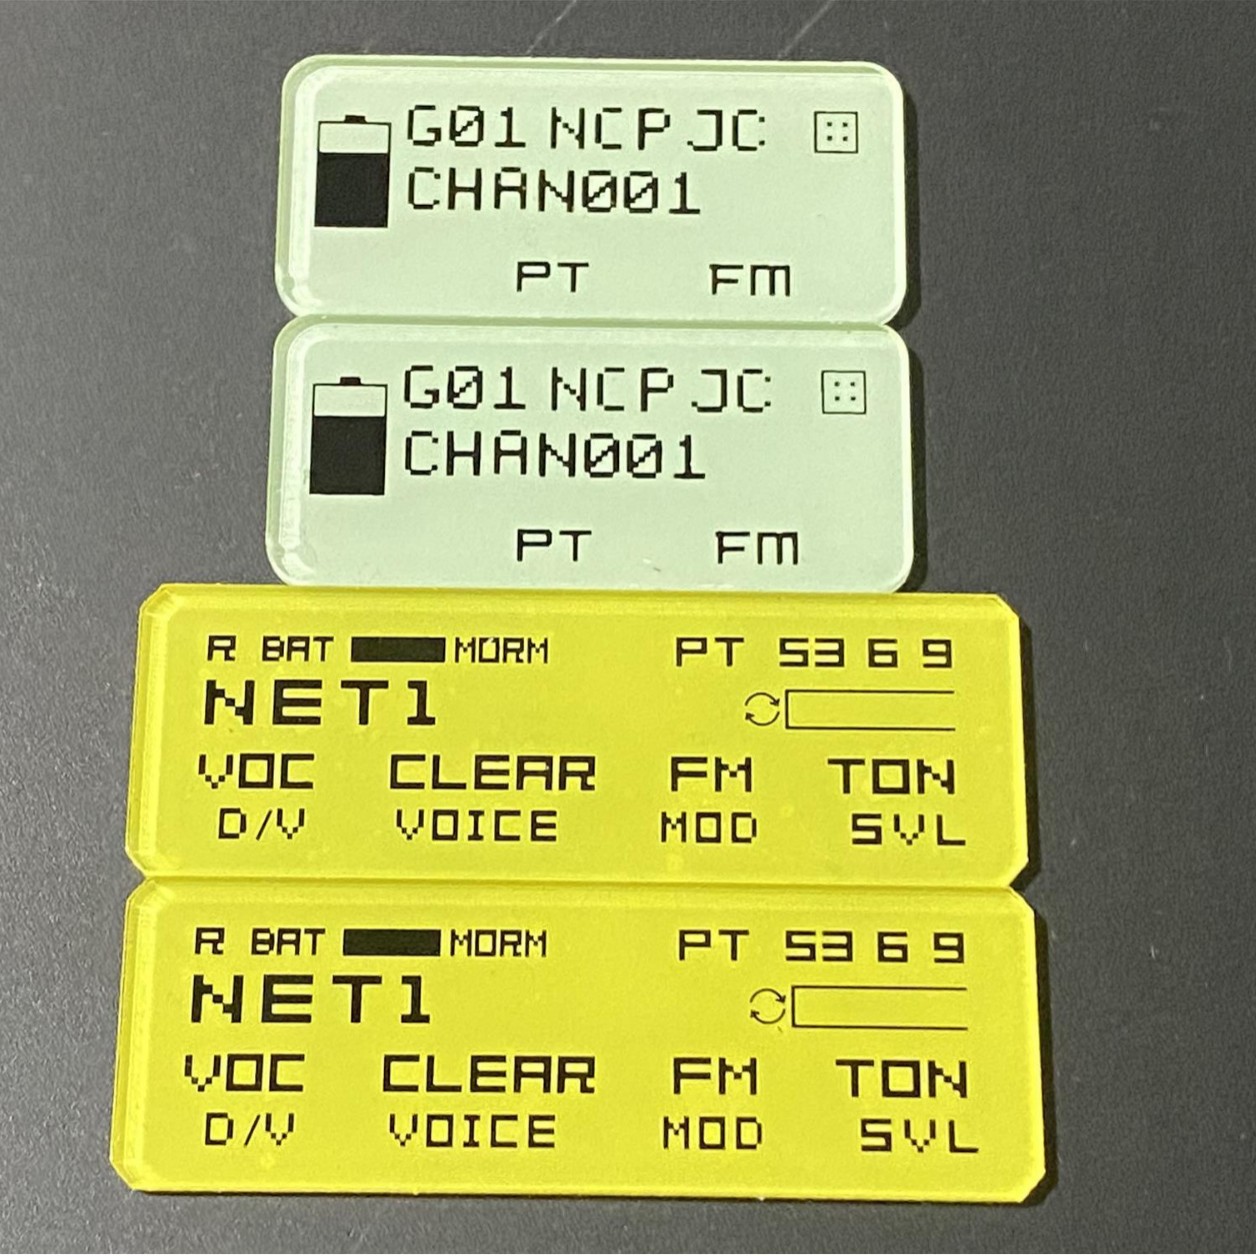 G01 NCP JC
CHAN001
PT FM
G01 NCP JC
CHAN001
PT FM
R BAT MORM PT 53 6 9
NET1
VOC CLEAR FM TON
D/V VOICE MOD SVL
R BAT MORM PT 53 6 9
NET1
VOC CLEAR FM TON
D/V VOICE MOD SVL